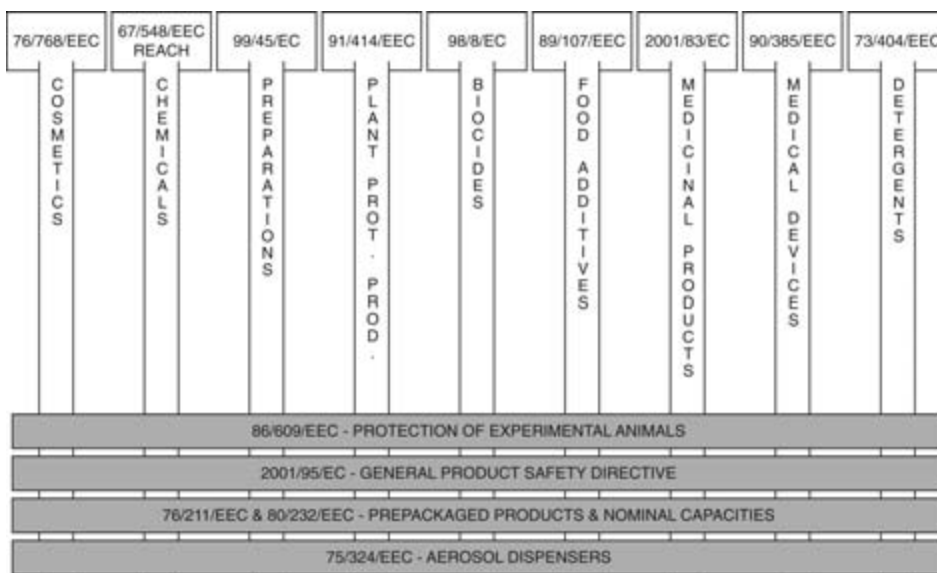 76/768/EEC
67/548/EEC
REACH
99/45/EC
91/414/EEC
98/8/EC
89/107/EEC
2001/83/EC
90/385/EEC
73/404/EEC
COSMETICS
CHEMICALS
PREPARATIONS
PLANT PROT. PROD.
BIOCIDES
FOOD ADDITIVES
MEDICINAL PRODUCTS
MEDICAL DEVICES
DETERGENTS
86/609/EEC - PROTECTION OF EXPERIMENTAL ANIMALS
2001/95/EC - GENERAL PRODUCT SAFETY DIRECTIVE
76/211/EEC & 80/232/EEC - PREPACKAGED PRODUCTS & NOMINAL CAPACITIES
75/324/EEC - AEROSOL DISPENSERS